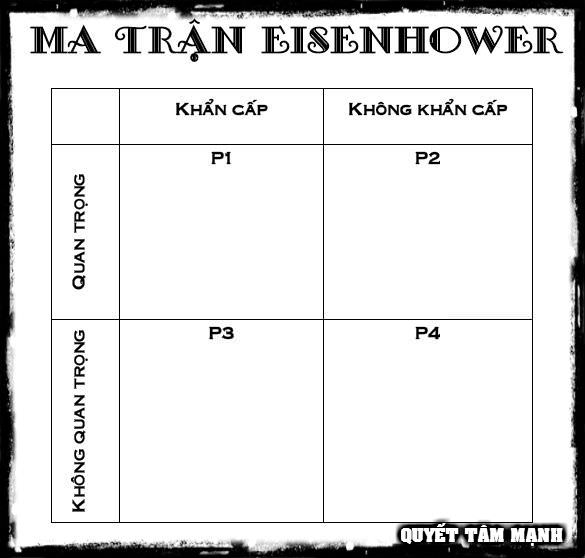 MA TRẬN EISENHOWER
KHẨN CẤP
KHÔNG KHẨN CẤP
QUAN TRỌNG
P1
P2
KHÔNG QUAN TRỌNG
P3
P4
QUYẾT TÂM MẠNH